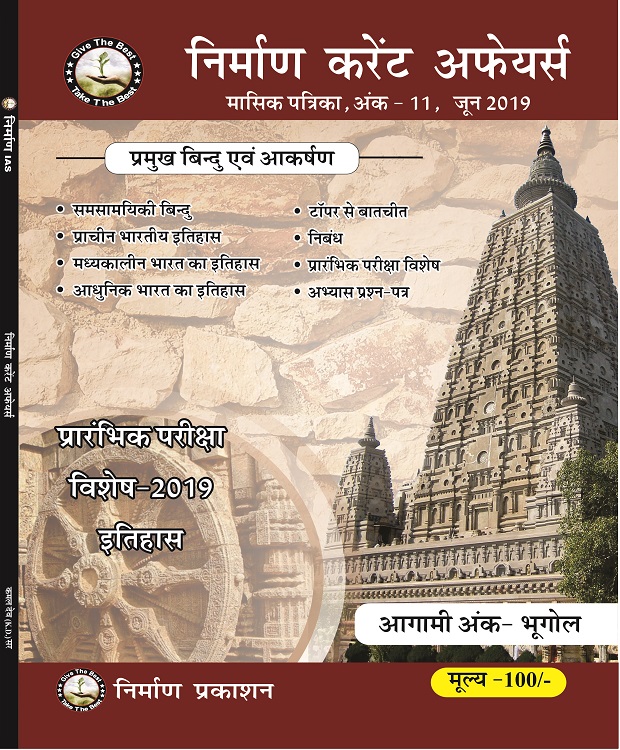 Give The Best
Take The Best
निर्माण करेंट अफेयर्स
मासिक पत्रिका, अंक - 11, जून 2019
प्रमुख बिन्दु एवं आकर्षण
• समसामयिकी बिन्दु
• प्राचीन भारतीय इतिहास
• मध्यकालीन भारत का इतिहास
• आधुनिक भारत का इतिहास
• टॉपर से बातचीत
• निबंध
• प्रारंभिक परीक्षा विशेष
• अभ्यास प्रश्न-पत्र
प्रारंभिक परीक्षा
विशेष-2019
इतिहास
आगामी अंक- भूगोल
मूल्य -100/-
Give The Best
Take The Best
निर्माण प्रकाशन
निर्माण IAS
निर्माण करेंट अफेयर्स
कमल देव (K.D.) सर